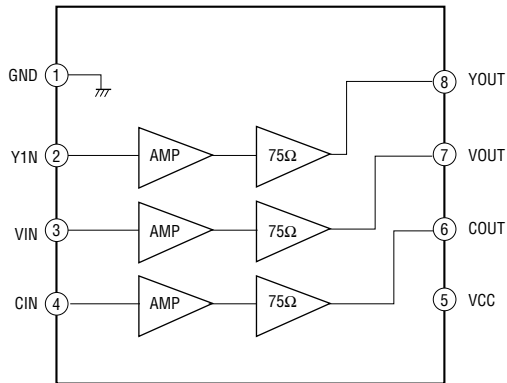 GND 1
8 YOUT
Y1N 2 AMP 75Ω
7 VOUT
VIN 3 AMP 75Ω
6 COUT
CIN 4 AMP 75Ω
5 VCC